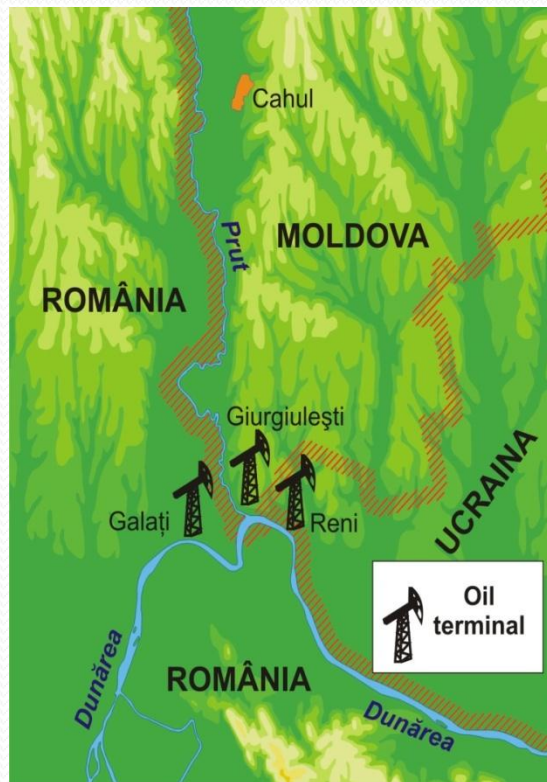 Cahul
Prut
MOLDOVA
ROMÂNIA
Giurgiuleşti
Galați
Reni
UCRAINA
Oil
terminal
ROMÂNIA
Dunărea
Dunărea